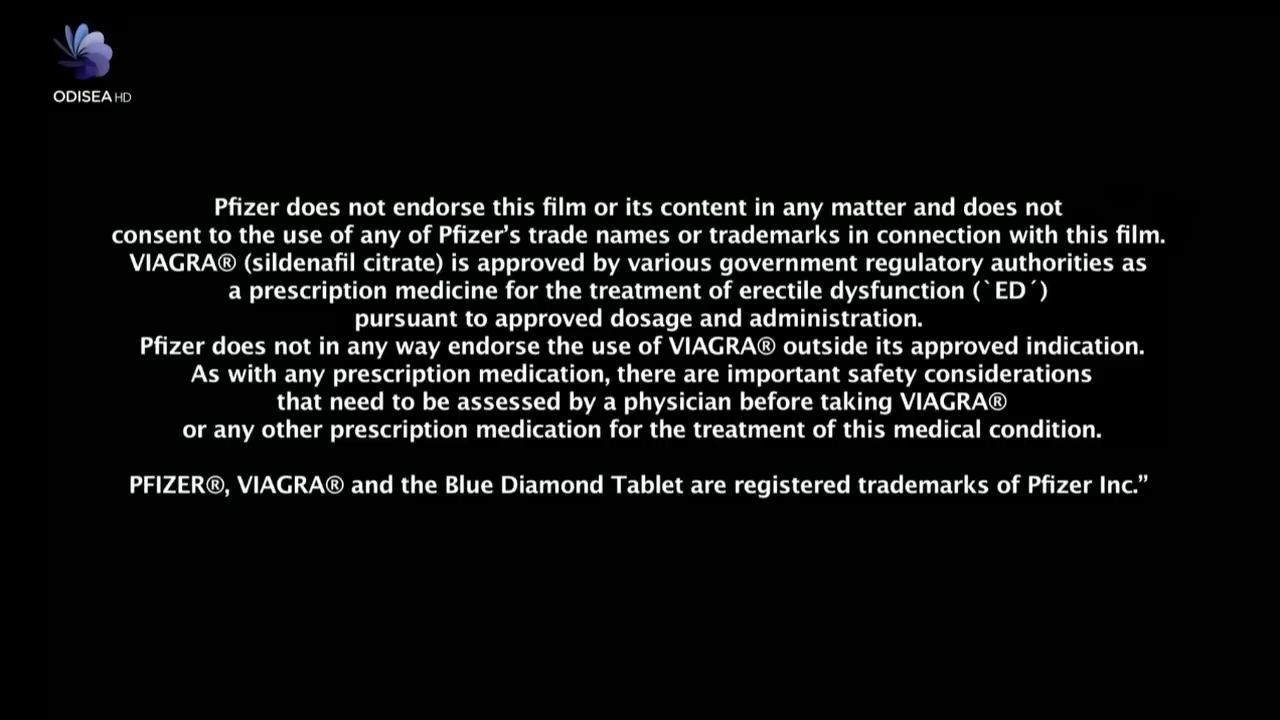 ODISEA HD
Pfizer does not endorse this film or its content in any matter and does not
consent to the use of any of Pfizer’s trade names or trademarks in connection with this film.
VIAGRA® (sildenafil citrate) is approved by various government regulatory authorities as
a prescription medicine for the treatment of erectile dysfunction (`ED´)
pursuant to approved dosage and administration.
Pfizer does not in any way endorse the use of VIAGRA® outside its approved indication.
As with any prescription medication, there are important safety considerations
that need to be assessed by a physician before taking VIAGRA®
or any other prescription medication for the treatment of this medical condition.
PFIZER®, VIAGRA® and the Blue Diamond Tablet are registered trademarks of Pfizer Inc.”